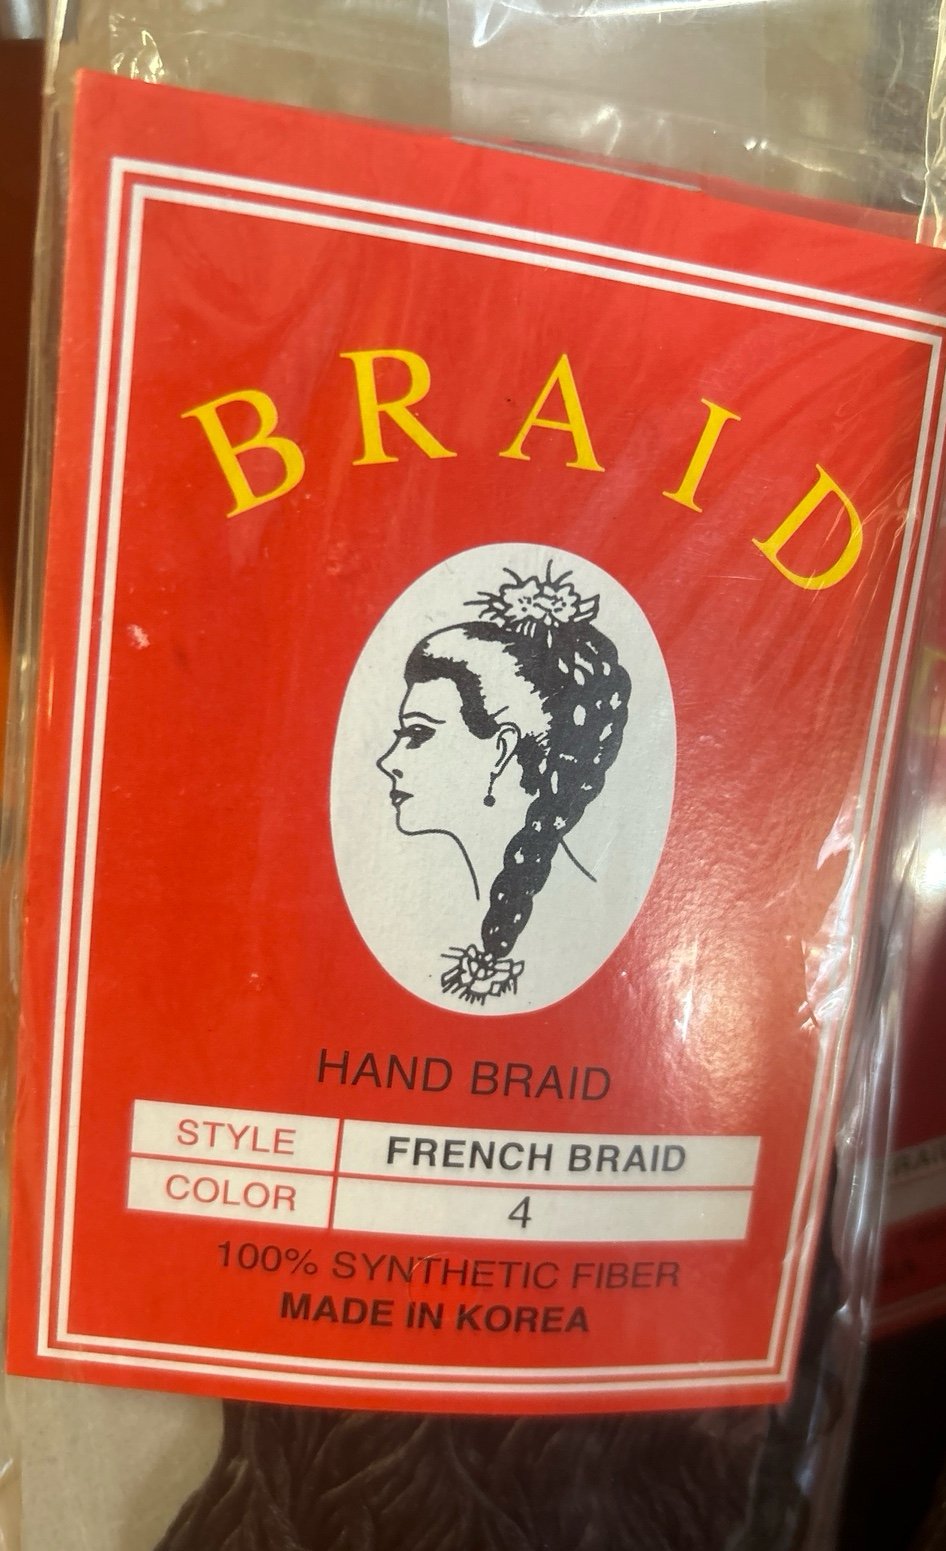 BRAID
HAND BRAID
STYLE FRENCH BRAID
COLOR 4
100% SYNTHETIC FIBER
MADE IN KOREA